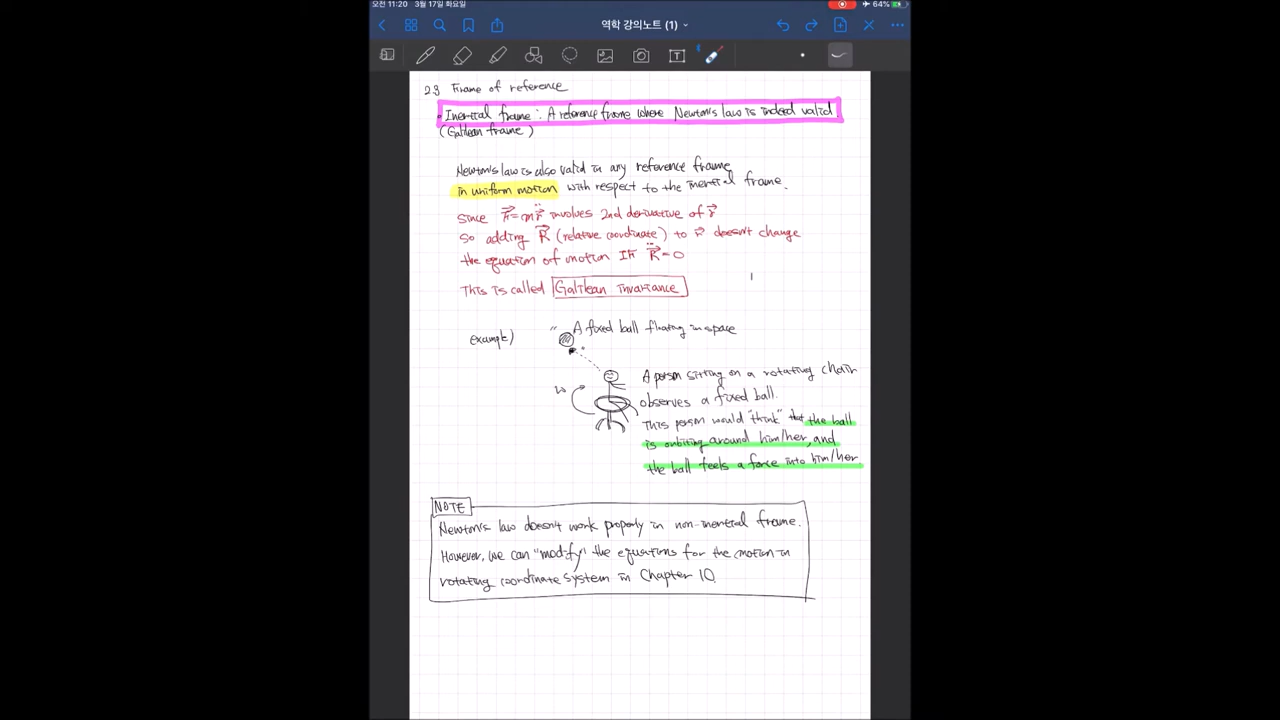 오전 11:20 3월 17일 화요일
64%
역학 강의노트 (1)
2.3 Frame of reference
• Inertial frame : A reference frame where Newton's law is indeed valid.
(Galilean frame)
Newton's law is also valid in any reference frame
in uniform motion with respect to the inertial frame.
Since F⃗=mr⃗̈ involves 2nd derivative of r⃗
So adding R⃗ (relative coordinate) to r⃗ doesn't change
the equation of motion IF R⃗̈=0
This is called Galilean invariance
example)
A fixed ball floating in space
ω
A person sitting on a rotating chair
observes a fixed ball.
This person would "think" the ball
is orbiting around him/her, and
the ball feels a force into him/her.
NOTE
Newton's law doesn't work properly in non-inertial frame.
However, we can "modify" the equations for the motion in
rotating coordinate system in Chapter 10.